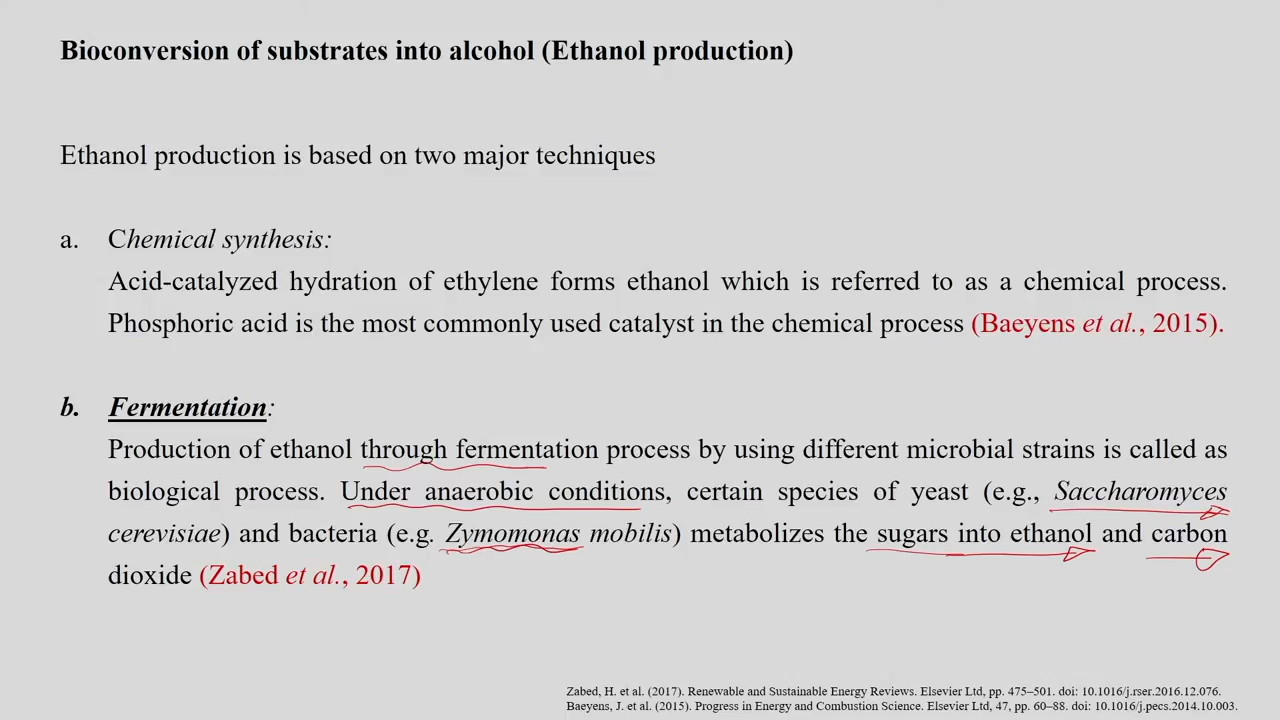 Bioconversion of substrates into alcohol (Ethanol production)
Ethanol production is based on two major techniques
a. Chemical synthesis:
Acid-catalyzed hydration of ethylene forms ethanol which is referred to as a chemical process.
Phosphoric acid is the most commonly used catalyst in the chemical process (Baeyens et al., 2015).
b. Fermentation:
Production of ethanol through fermentation process by using different microbial strains is called as
biological process. Under anaerobic conditions, certain species of yeast (e.g., Saccharomyces
cerevisiae) and bacteria (e.g. Zymomonas mobilis) metabolizes the sugars into ethanol and carbon
dioxide (Zabed et al., 2017)
Zabed, H. et al. (2017). Renewable and Sustainable Energy Reviews. Elsevier Ltd, pp. 475–501. doi: 10.1016/j.rser.2016.12.076.
Baeyens, J. et al. (2015). Progress in Energy and Combustion Science. Elsevier Ltd, 47, pp. 60–88. doi: 10.1016/j.pecs.2014.10.003.